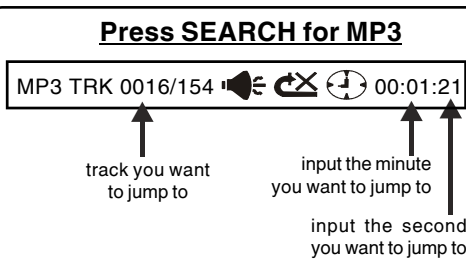 Press SEARCH for MP3
MP3 TRK 0016/154 00:01:21
track you want
to jump to
input the minute
you want to jump to
input the second
you want to jump to